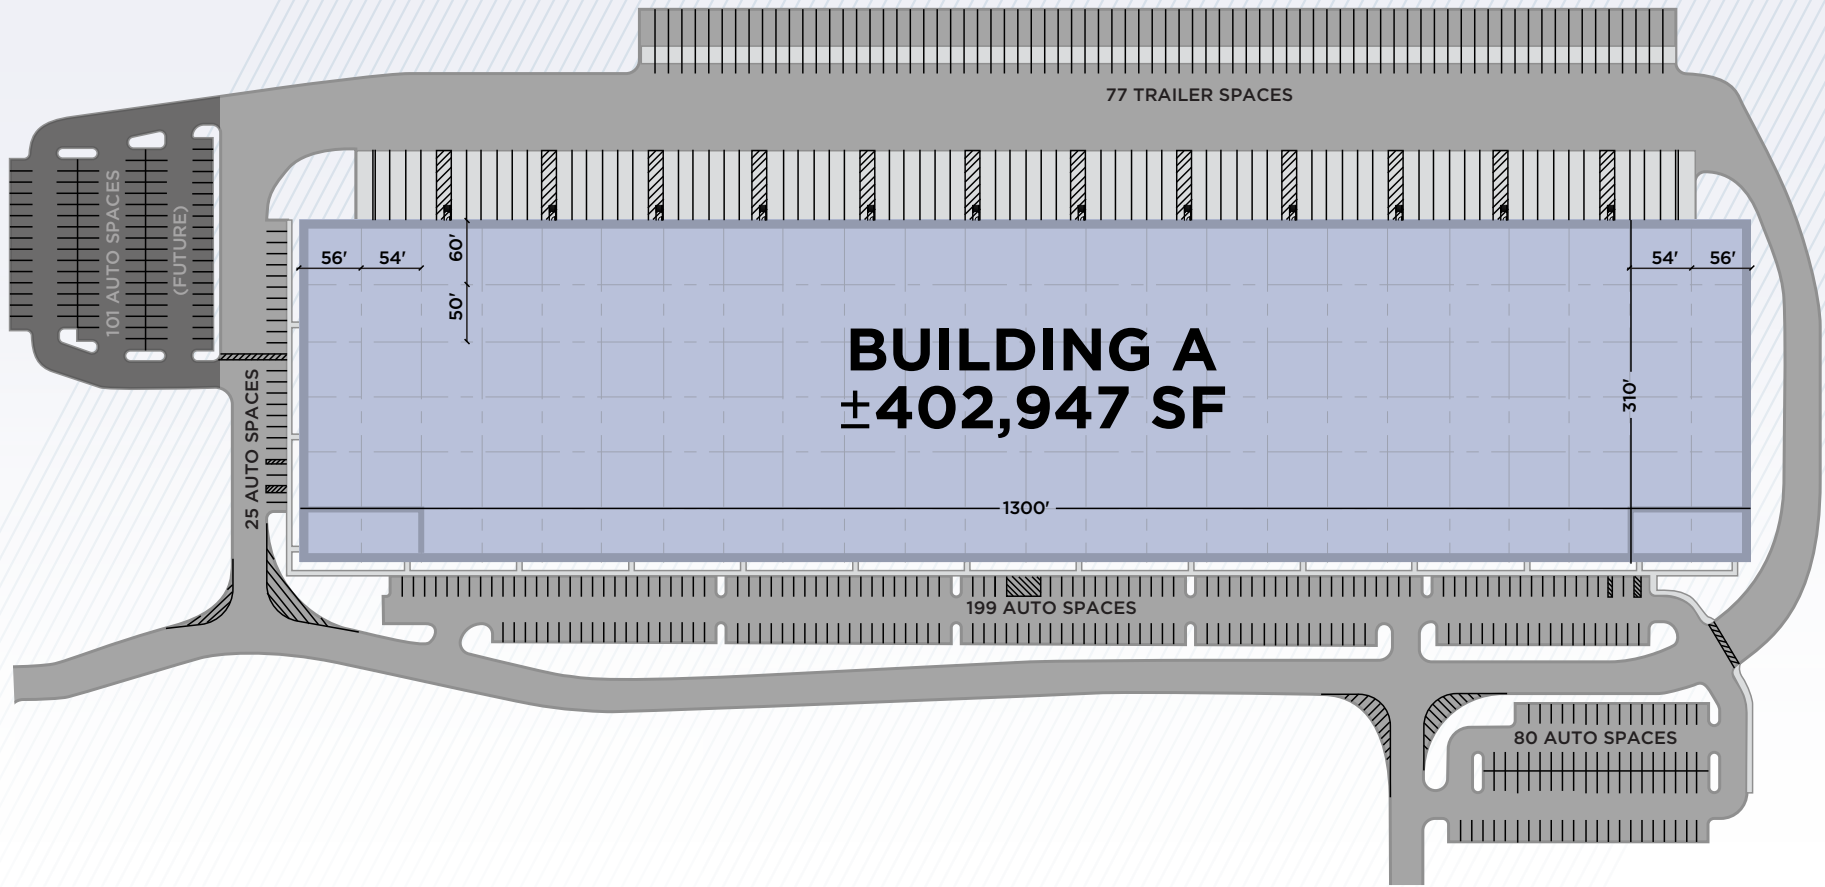 77 TRAILER SPACES
101 AUTO SPACES
(FUTURE)
56'
54'
60'
50'
54'
56'
BUILDING A
±402,947 SF
310'
25 AUTO SPACES
1300'
199 AUTO SPACES
80 AUTO SPACES